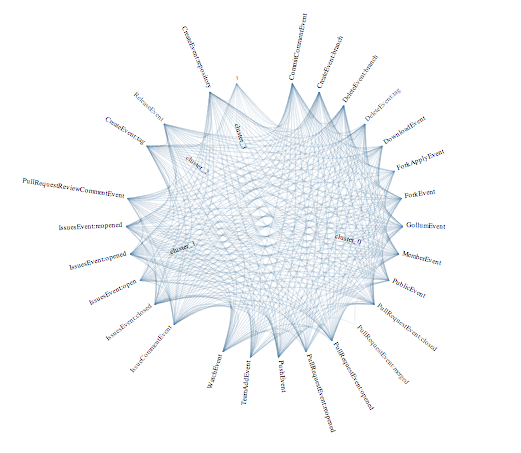 CommitCommentEvent
CreateEvent:branch
DeleteEvent:branch
DeleteEvent:tag
DownloadEvent
ForkApplyEvent
ForkEvent
GollumEvent
MemberEvent
PublicEvent
PullRequestEvent:closed
PullRequestEvent:merged
PullRequestEvent:opened
PullRequestEvent:reopened
PushEvent
TeamAddEvent
WatchEvent
IssueCommentEvent
IssuesEvent:closed
IssuesEvent:open
IssuesEvent:opened
IssuesEvent:reopened
PullRequestReviewCommentEvent
CreateEvent:tag
ReleaseEvent
CreateEvent:repository
1
cluster_3
cluster_2
cluster_1
cluster_0